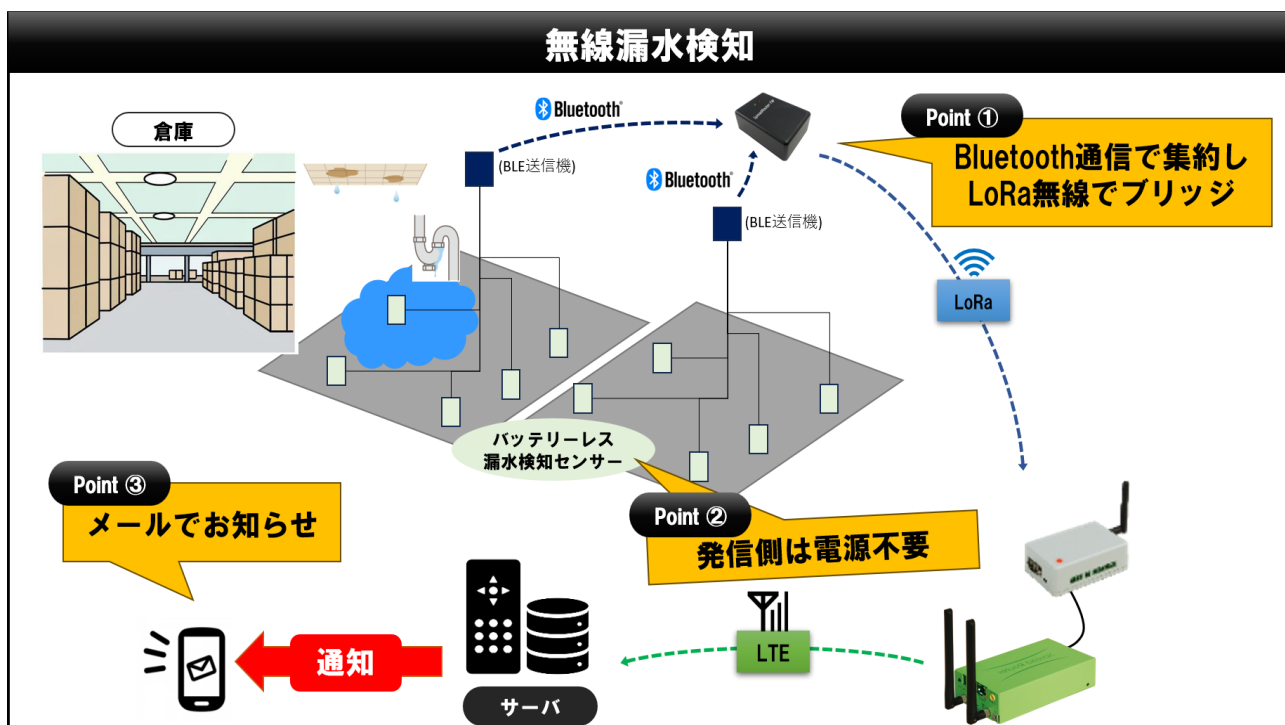 無線漏水検知
倉庫
Bluetooth
(BLE送信機)
Bluetooth
(BLE送信機)
Point ①
Bluetooth通信で集約し
LoRa無線でブリッジ
LoRa
バッテリーレス
漏水検知センサー
Point ②
発信側は電源不要
Point ③
メールでお知らせ
通知
サーバ
LTE